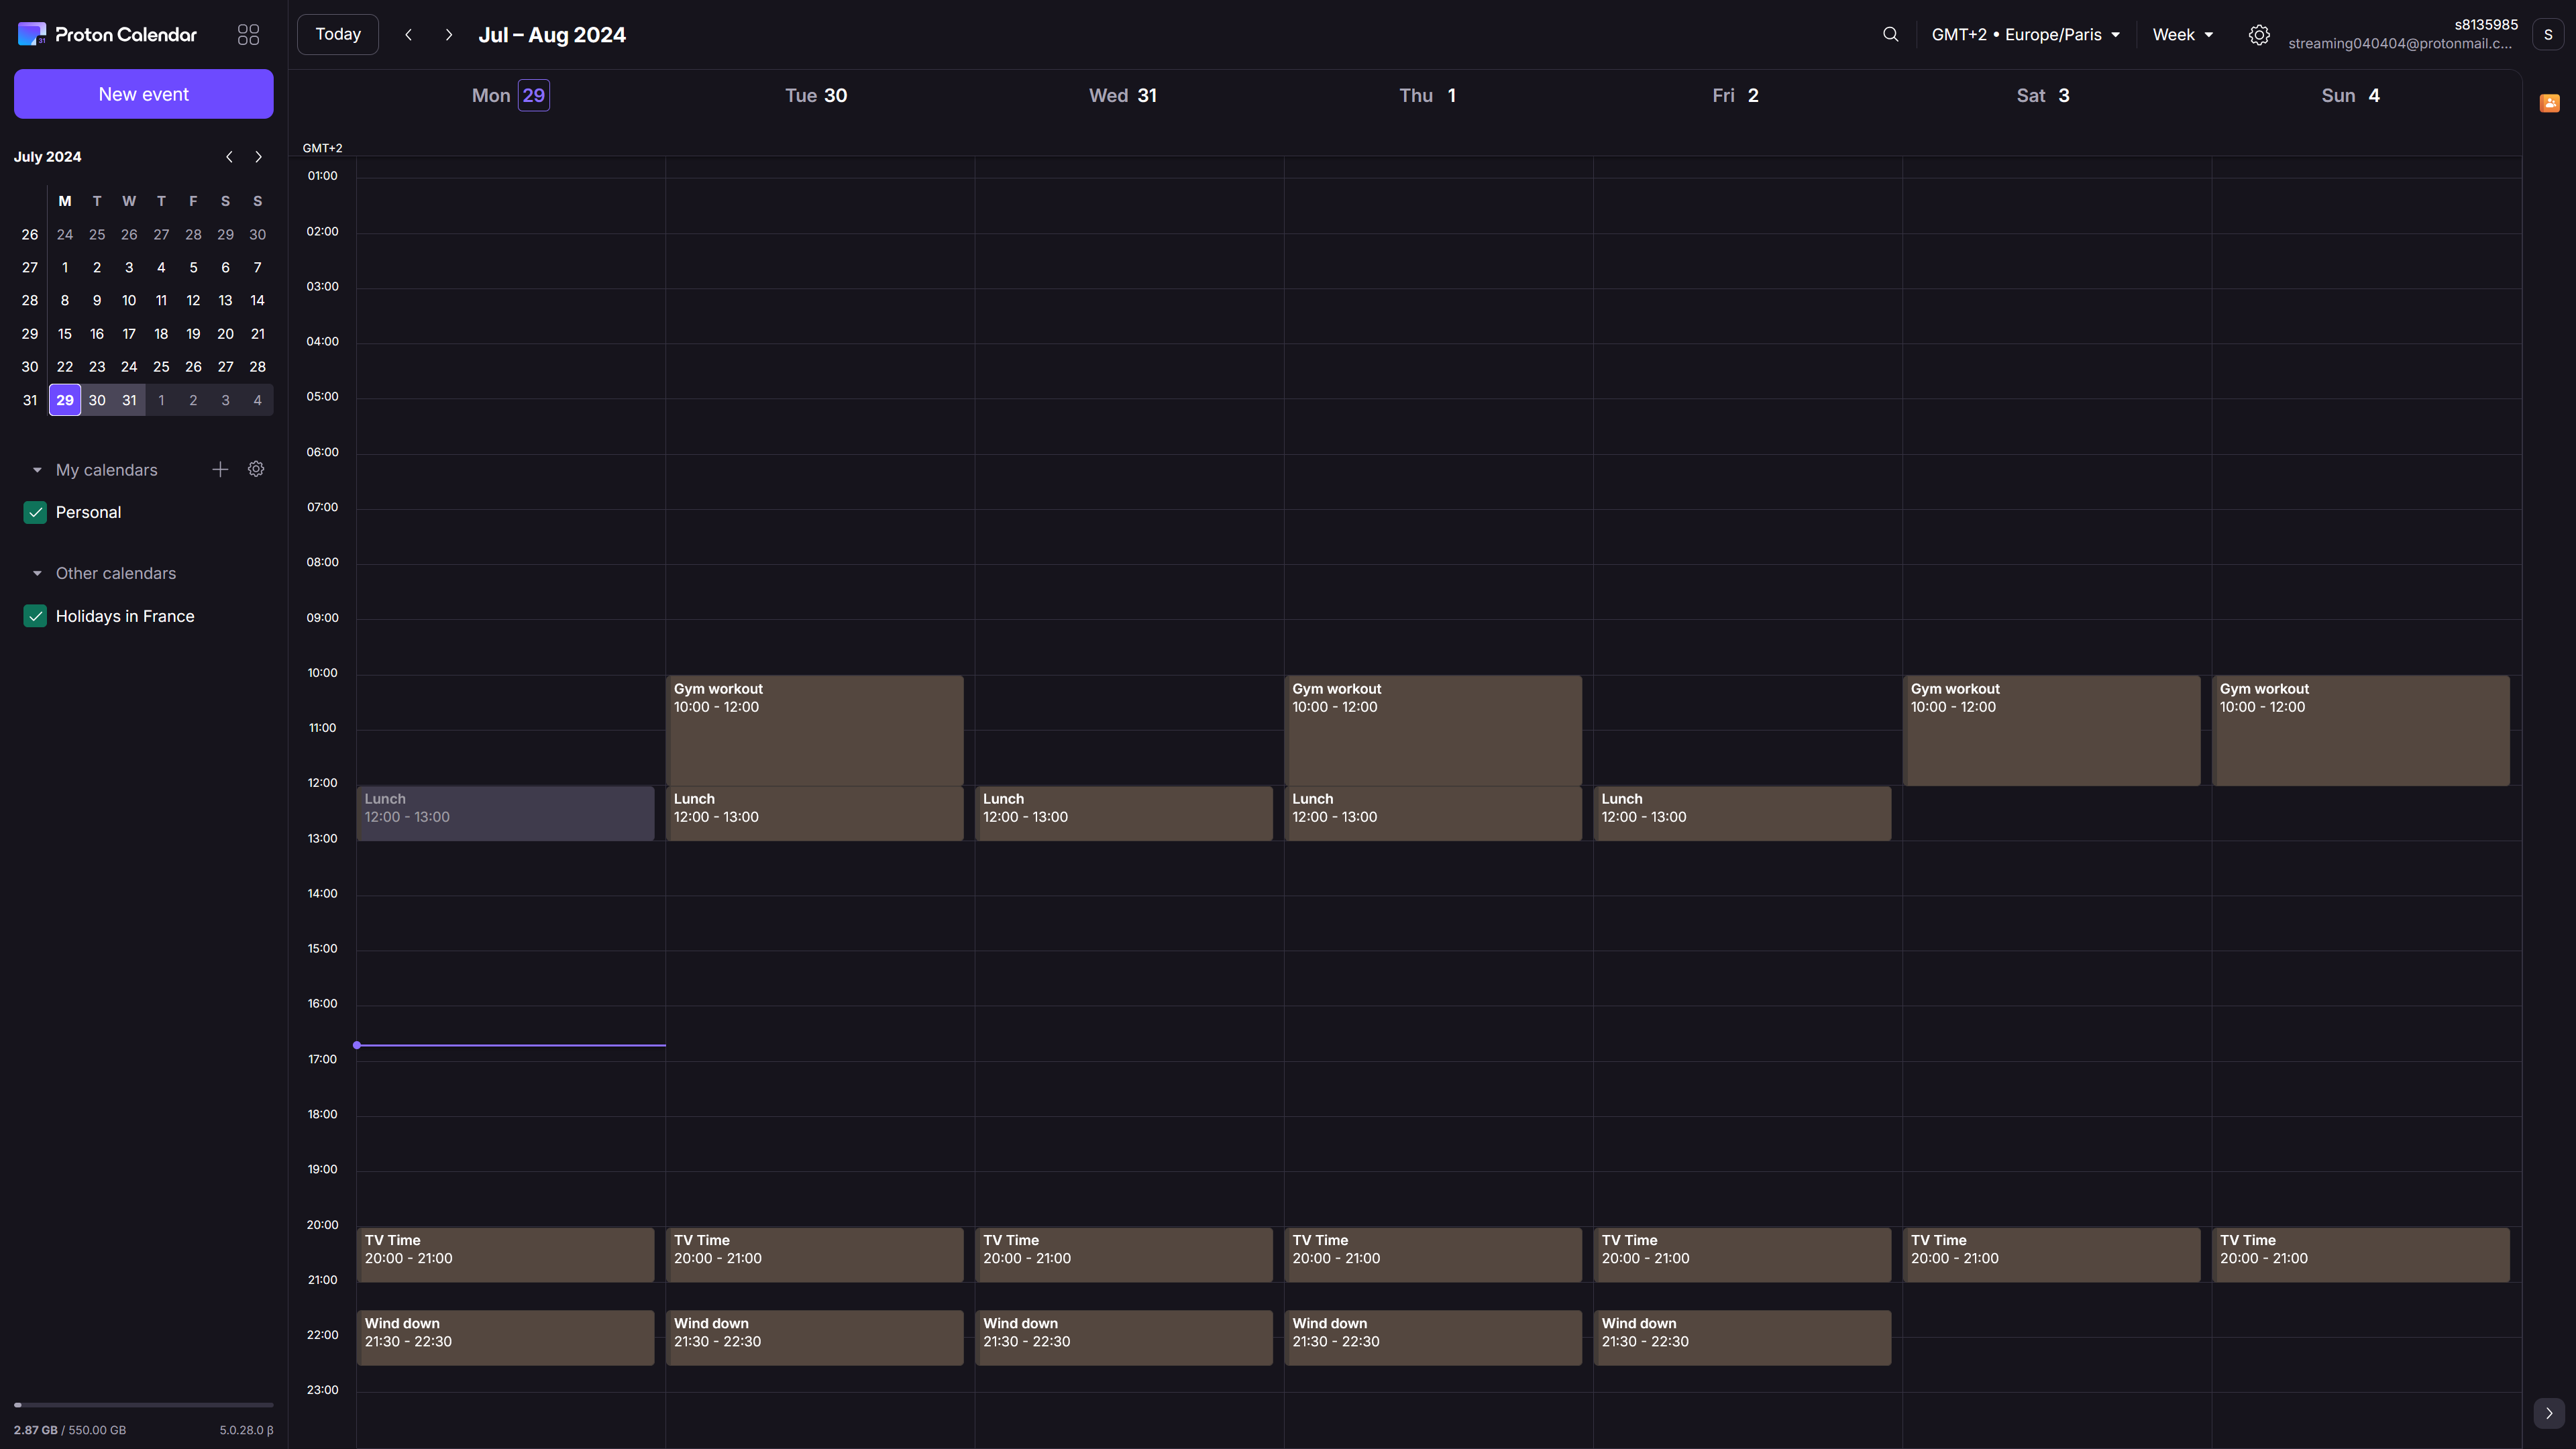 Proton Calendar
31
Today
Jul – Aug 2024
GMT+2 • Europe/Paris
Week
s8135985
streaming040404@protonmail.c...
S
New event
July 2024
M T W T F S S
26 24 25 26 27 28 29 30
27 1 2 3 4 5 6 7
28 8 9 10 11 12 13 14
29 15 16 17 18 19 20 21
30 22 23 24 25 26 27 28
31 29 30 31 1 2 3 4
My calendars
Personal
Other calendars
Holidays in France
2.87 GB / 550.00 GB
5.0.28.0 β
Mon 29 Tue 30 Wed 31 Thu 1 Fri 2 Sat 3 Sun 4
GMT+2
01:00
02:00
03:00
04:00
05:00
06:00
07:00
08:00
09:00
10:00
Gym workout Gym workout Gym workout Gym workout
10:00 - 12:00 10:00 - 12:00 10:00 - 12:00 10:00 - 12:00
11:00
12:00
Lunch Lunch Lunch Lunch Lunch
12:00 - 13:00 12:00 - 13:00 12:00 - 13:00 12:00 - 13:00 12:00 - 13:00
13:00
14:00
15:00
16:00
17:00
18:00
19:00
20:00
TV Time TV Time TV Time TV Time TV Time TV Time TV Time
20:00 - 21:00 20:00 - 21:00 20:00 - 21:00 20:00 - 21:00 20:00 - 21:00 20:00 - 21:00 20:00 - 21:00
21:00
Wind down Wind down Wind down Wind down Wind down
22:00
21:30 - 22:30 21:30 - 22:30 21:30 - 22:30 21:30 - 22:30 21:30 - 22:30
23:00